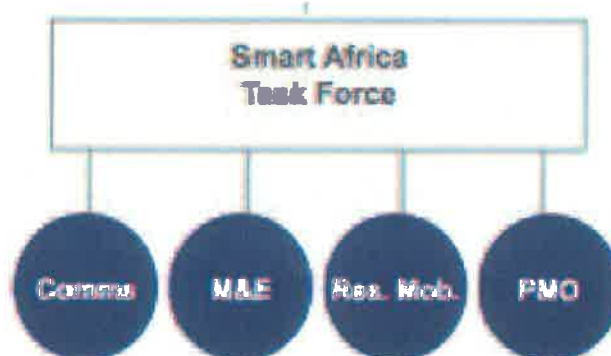 Smart Africa
Task Force
Comms
M&E
Res. Mob.
PMO